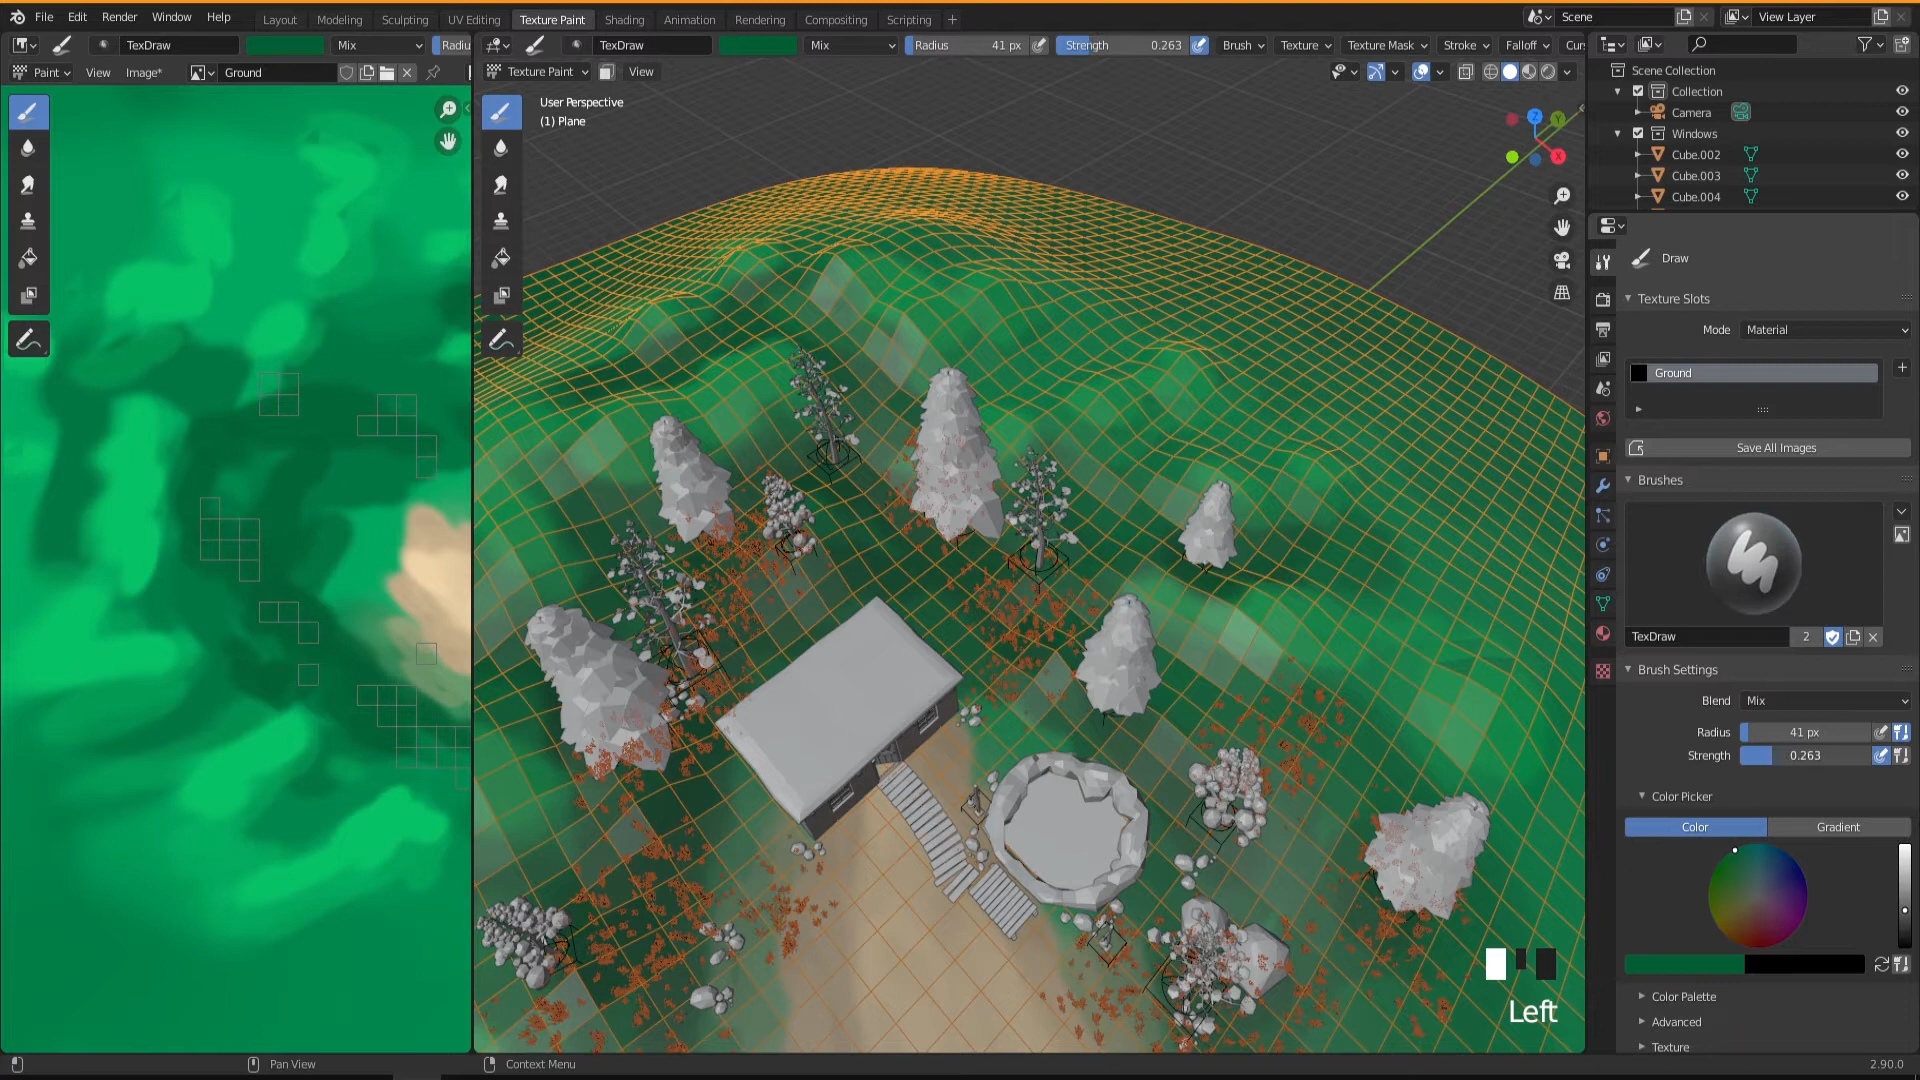 File Edit Render Window Help Layout Modeling Sculpting UV Editing Texture Paint Shading Animation Rendering Compositing Scripting + Scene View Layer
TexDraw Mix Radiu TexDraw Mix Radius 41 px Strength 0.263 Brush Texture Texture Mask Stroke Falloff Curs
Paint View Image* Ground Texture Paint View
User Perspective
(1) Plane
Z
Y
X
Scene Collection
Collection
Camera
Windows
Cube.002
Cube.003
Cube.004
Draw
Texture Slots
Mode Material
Ground
Save All Images
Brushes
TexDraw 2
Brush Settings
Blend Mix
Radius 41 px
Strength 0.263
Color Picker
Color Gradient
Color Palette
Advanced
Texture
Left
Pan View Context Menu 2.90.0